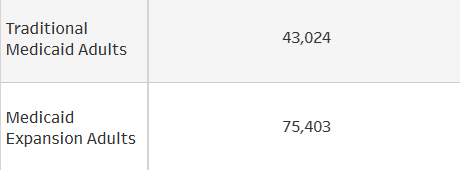 Traditional
Medicaid Adults
43,024
Medicaid
Expansion Adults
75,403